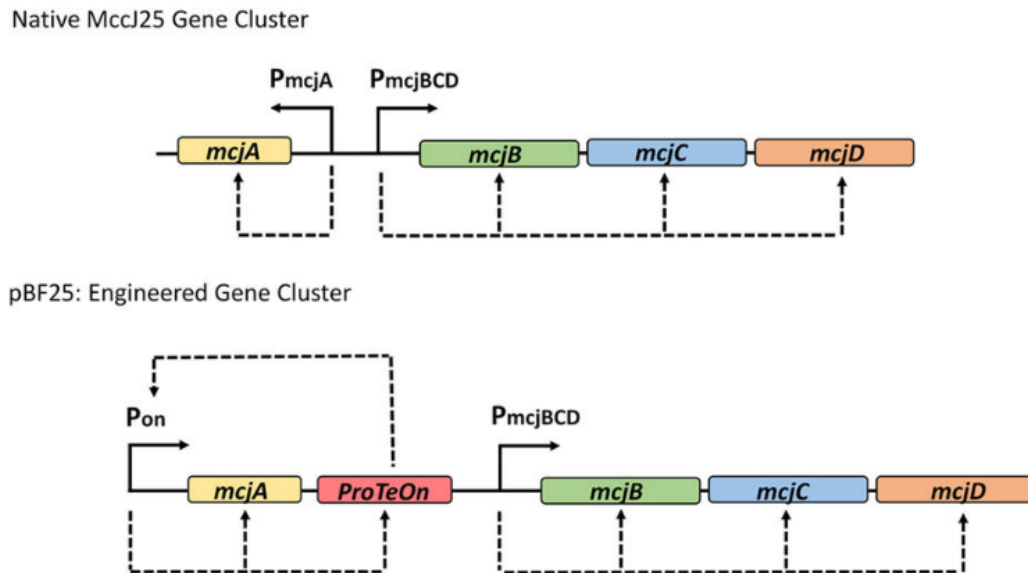 Native MccJ25 Gene Cluster
PmcjA PmcjBCD
mcjA mcjB mcjC mcjD
pBF25: Engineered Gene Cluster
Pon PmcjBCD
mcjA ProTeOn mcjB mcjC mcjD